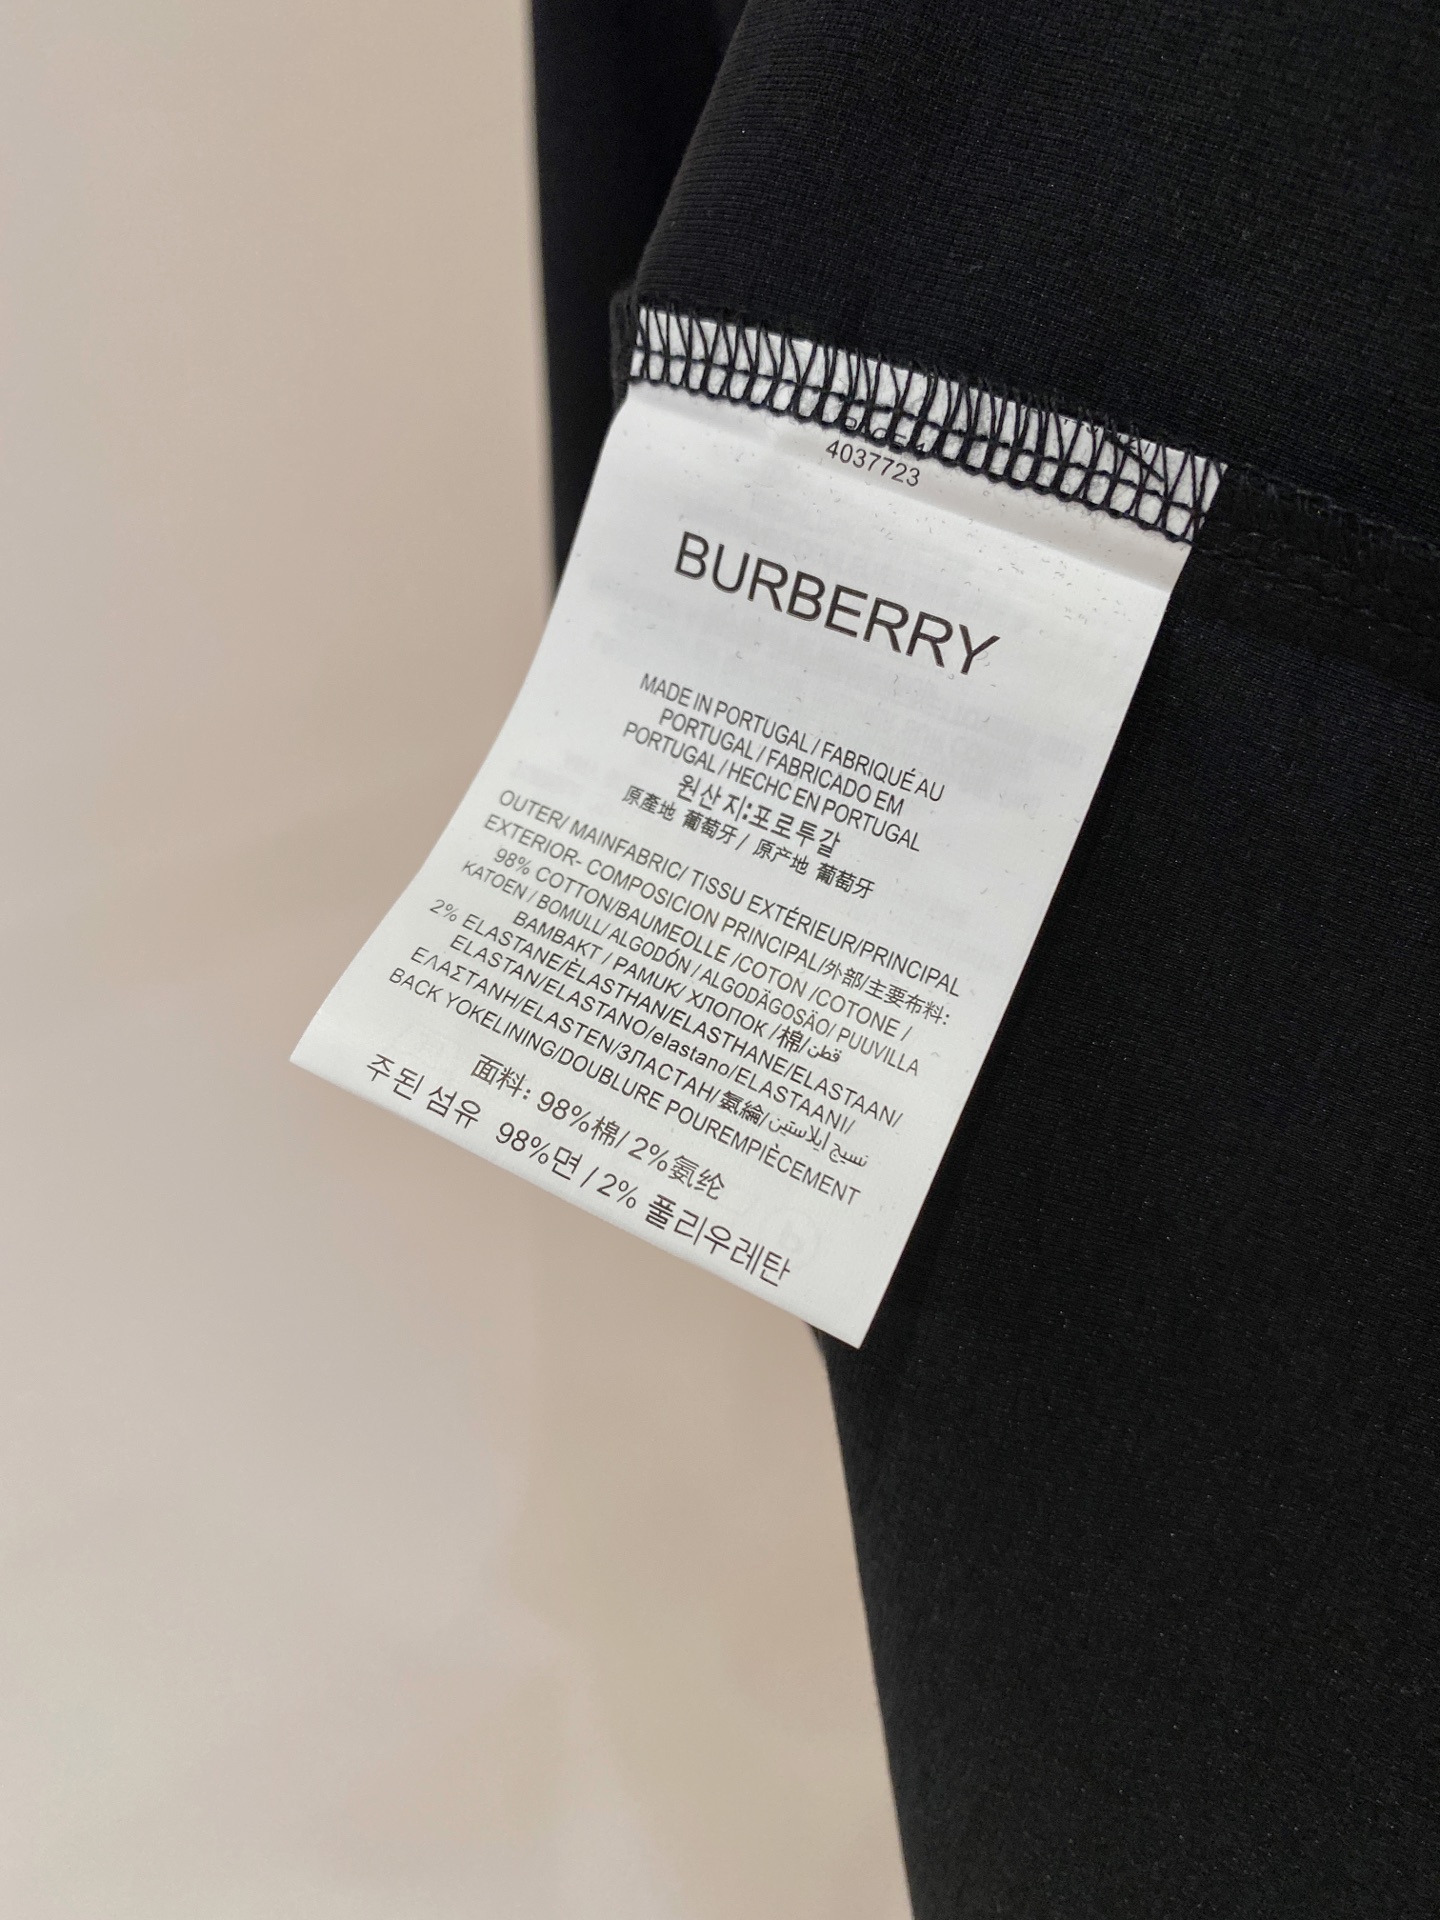 4037723
BURBERRY
MADE IN PORTUGAL / FABRIQUÉ AU
PORTUGAL / FABRICADO EM
PORTUGAL / HECHC EN PORTUGAL
원산지:포로투갈
原產地 葡萄牙 / 原产地 葡萄牙
OUTER/ MAINFABRIC/ TISSU EXTÉRIEUR/PRINCIPAL
EXTERIOR- COMPOSICION PRINCIPAL/外部/主要布料:
98% COTTON/BAUMEOLLE /COTON /COTONE /
KATOEN / BOMULL/ ALGODÓN / ALGODÄGOSÄO/ PUUVILLA
BAMBAKT / PAMUK/ ХЛОПОК /棉/ قطن
2% ELASTANE/ÈLASTHAN/ELASTHANE/ELASTAAN/
ELASTAN/ELASTANO/elastano/ELASTAANI/
ΕΛΑΣΤΑΝΗ/ELASTEN/ЗЛАСТАН/ 氨綸/ نسيج إيلاستين
BACK YOKELINING/DOUBLURE POUREMPIÈCEMENT
面料: 98%棉/ 2%氨纶
주된 섬유 98%면 / 2% 폴리우레탄